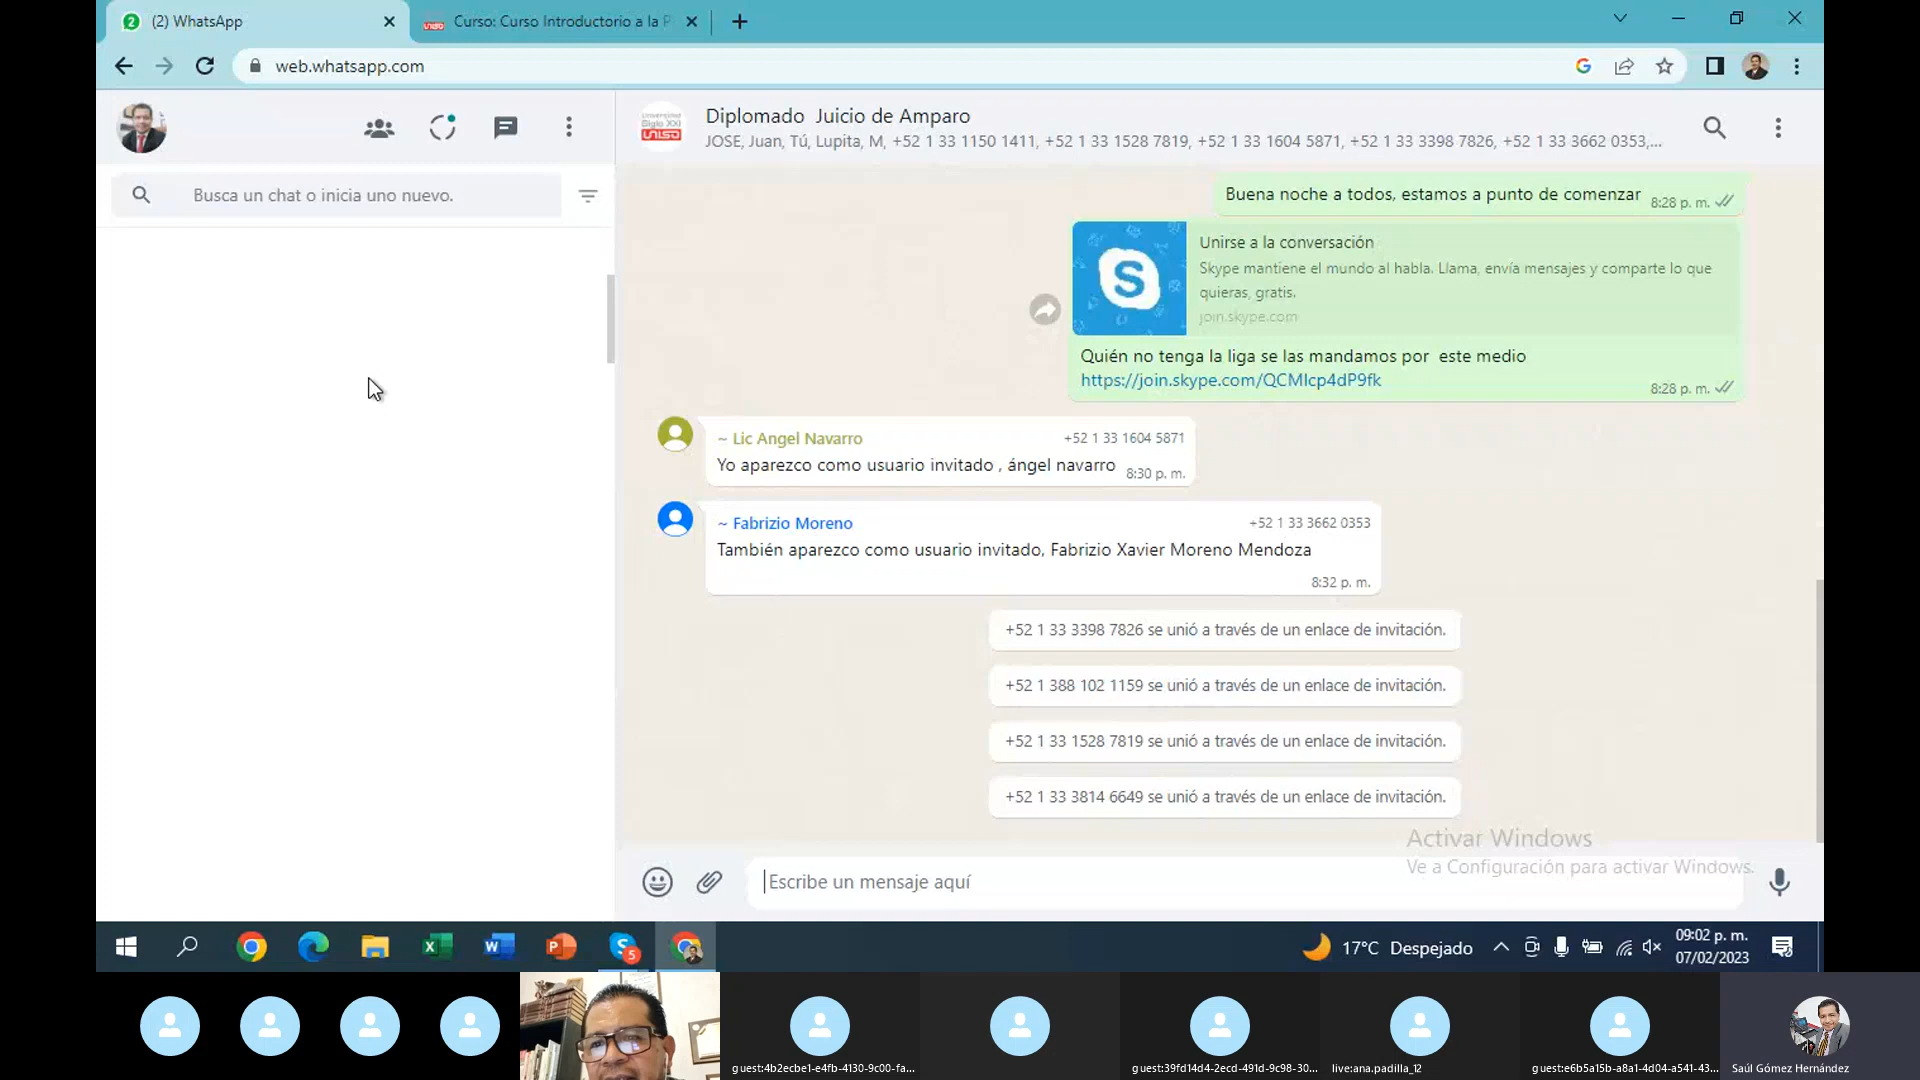 (2) WhatsApp
Curso: Curso Introductorio a la P
web.whatsapp.com
Diplomado Juicio de Amparo
JOSE, Juan, Tú, Lupita, M, +52 1 33 1150 1411, +52 1 33 1528 7819, +52 1 33 1604 5871, +52 1 33 3398 7826, +52 1 33 3662 0353,...
Busca un chat o inicia uno nuevo.
Buena noche a todos, estamos a punto de comenzar
8:28 p. m.
Unirse a la conversación
Skype mantiene el mundo al habla. Llama, envía mensajes y comparte lo que
quieras, gratis.
join.skype.com
Quién no tenga la liga se las mandamos por este medio
https://join.skype.com/QCMIcp4dP9fk
8:28 p. m.
~ Lic Angel Navarro +52 1 33 1604 5871
Yo aparezco como usuario invitado , ángel navarro
8:30 p. m.
~ Fabrizio Moreno +52 1 33 3662 0353
También aparezco como usuario invitado, Fabrizio Xavier Moreno Mendoza
8:32 p. m.
+52 1 33 3398 7826 se unió a través de un enlace de invitación.
+52 1 388 102 1159 se unió a través de un enlace de invitación.
+52 1 33 1528 7819 se unió a través de un enlace de invitación.
+52 1 33 3814 6649 se unió a través de un enlace de invitación.
Activar Windows
Ve a Configuración para activar Windows.
Escribe un mensaje aquí
17°C Despejado
09:02 p. m.
07/02/2023
5
guest:4b2ecbe1-e4fb-4130-9c00-fa...
guest:39fd14d4-2ecd-491d-9c98-30...
live:ana.padilla_12
guest:e6b5a15b-a8a1-4d04-a541-43...
Saúl Gómez Hernández